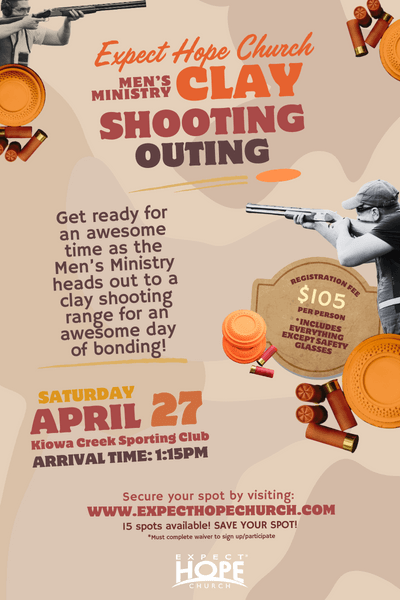 Expect Hope Church
MEN'S
MINISTRY
CLAY
SHOOTING
OUTING
Get ready for
an awesome
time as the
Men's Ministry
heads out to a
clay shooting
range for an
awesome day
of bonding!
REGISTRATION FEE
$105
PER PERSON
*INCLUDES
EVERYTHING
EXCEPT SAFETY
GLASSES
SATURDAY
APRIL 27
Kiowa Creek Sporting Club
ARRIVAL TIME: 1:15PM
Secure your spot by visiting:
WWW.EXPECTHOPECHURCH.COM
15 spots available! SAVE YOUR SPOT!
*Must complete waiver to sign up/participate
EXPECT
HOPE
CHURCH